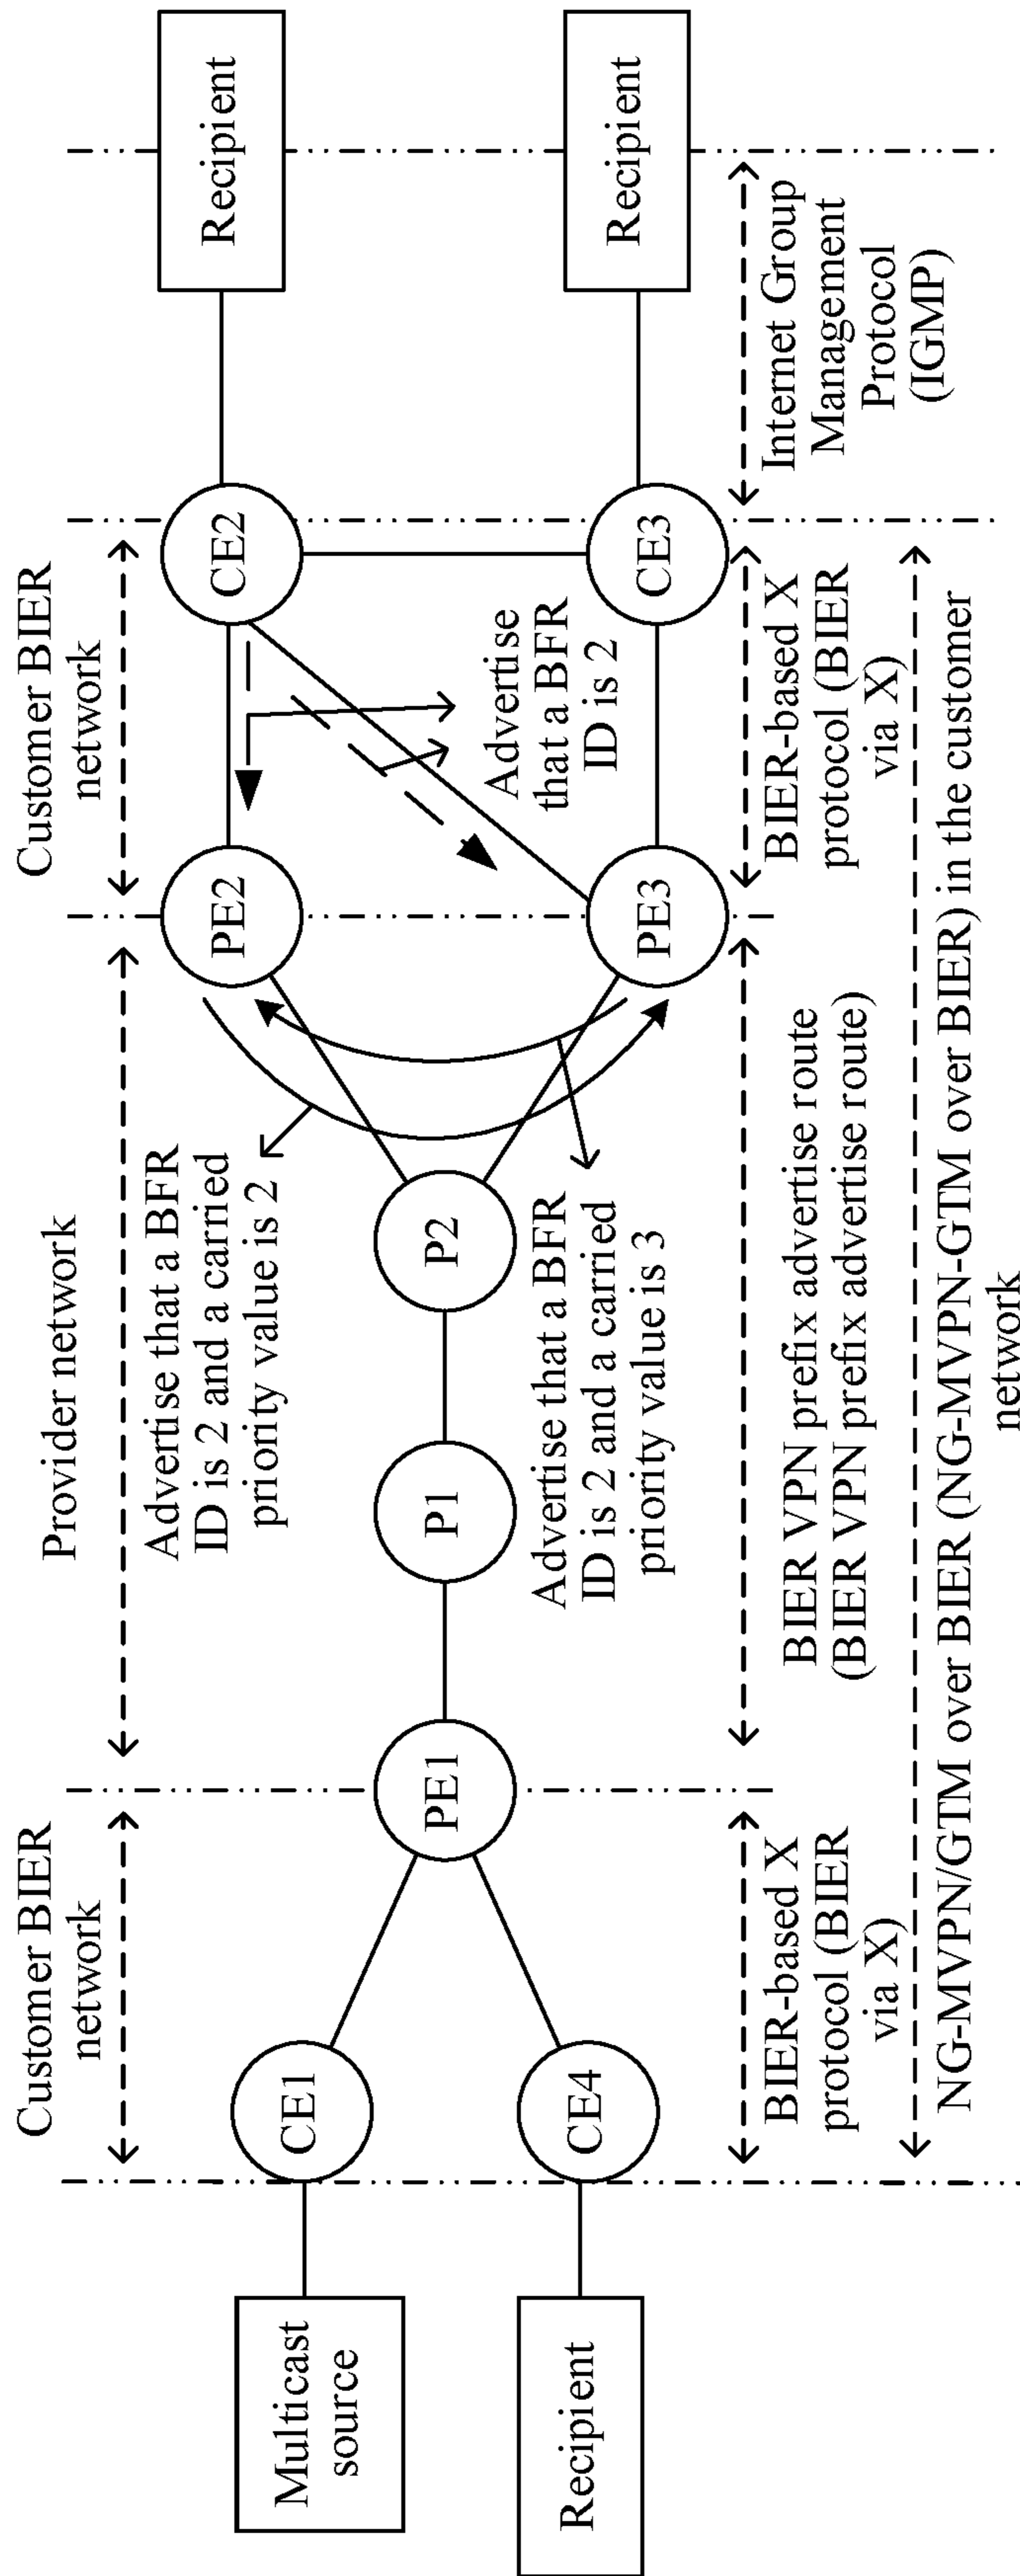 Customer BIER
network
Provider network
Customer BIER
network
Multicast
source
Recipient
CE1
CE4
PE1
P1
P2
PE2
PE3
CE2
CE3
Recipient
Recipient
Advertise that a BFR
ID is 2 and a carried
priority value is 2
Advertise that a BFR
ID is 2 and a carried
priority value is 3
Advertise
that a BFR
ID is 2
BIER-based X
protocol (BIER
via X)
BIER VPN prefix advertise route
(BIER VPN prefix advertise route)
BIER-based X
protocol (BIER
via X)
Internet Group
Management
Protocol
(IGMP)
NG-MVPN/GTM over BIER (NG-MVPN-GTM over BIER) in the customer
network